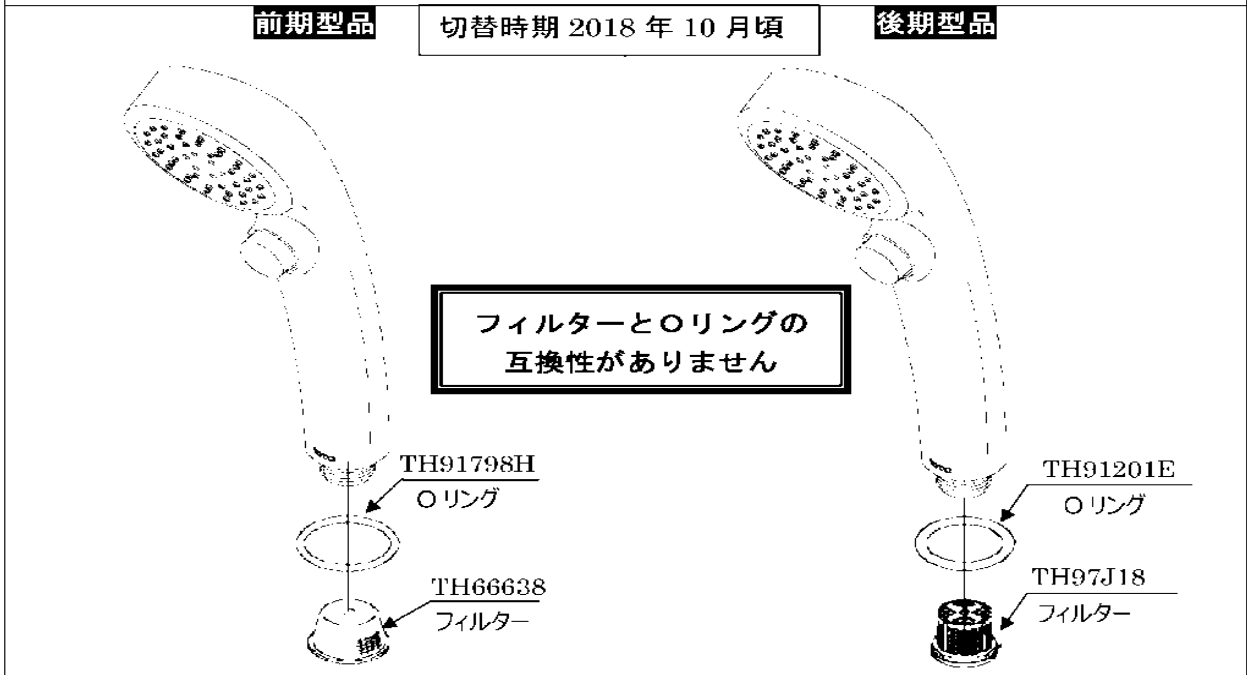 前期型品
切替時期 2018 年 10 月頃
後期型品
フィルターとOリングの
互換性がありません
TH91798H
O リング
TH66638
フィルター
TH91201E
O リング
TH97J18
フィルター